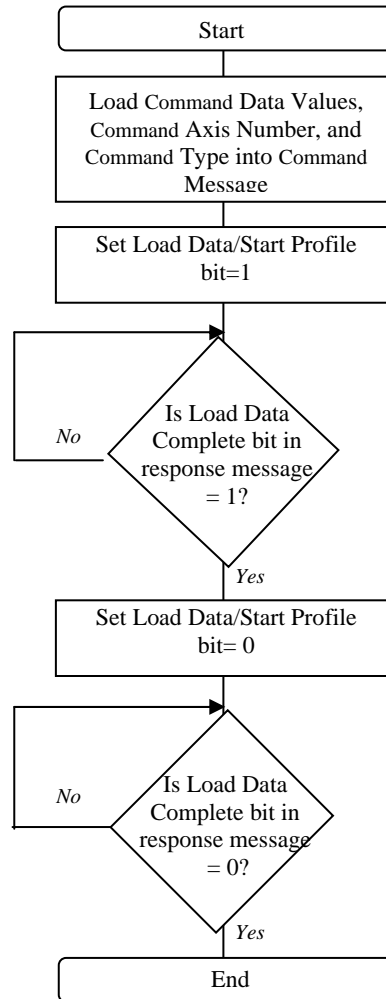 Start
Load Command Data Values,
Command Axis Number, and
Command Type into Command
Message
Set Load Data/Start Profile
bit=1
Is Load Data
Complete bit in
response message
= 1?
No
Yes
Set Load Data/Start Profile
bit= 0
Is Load Data
Complete bit in
response message
= 0?
No
Yes
End